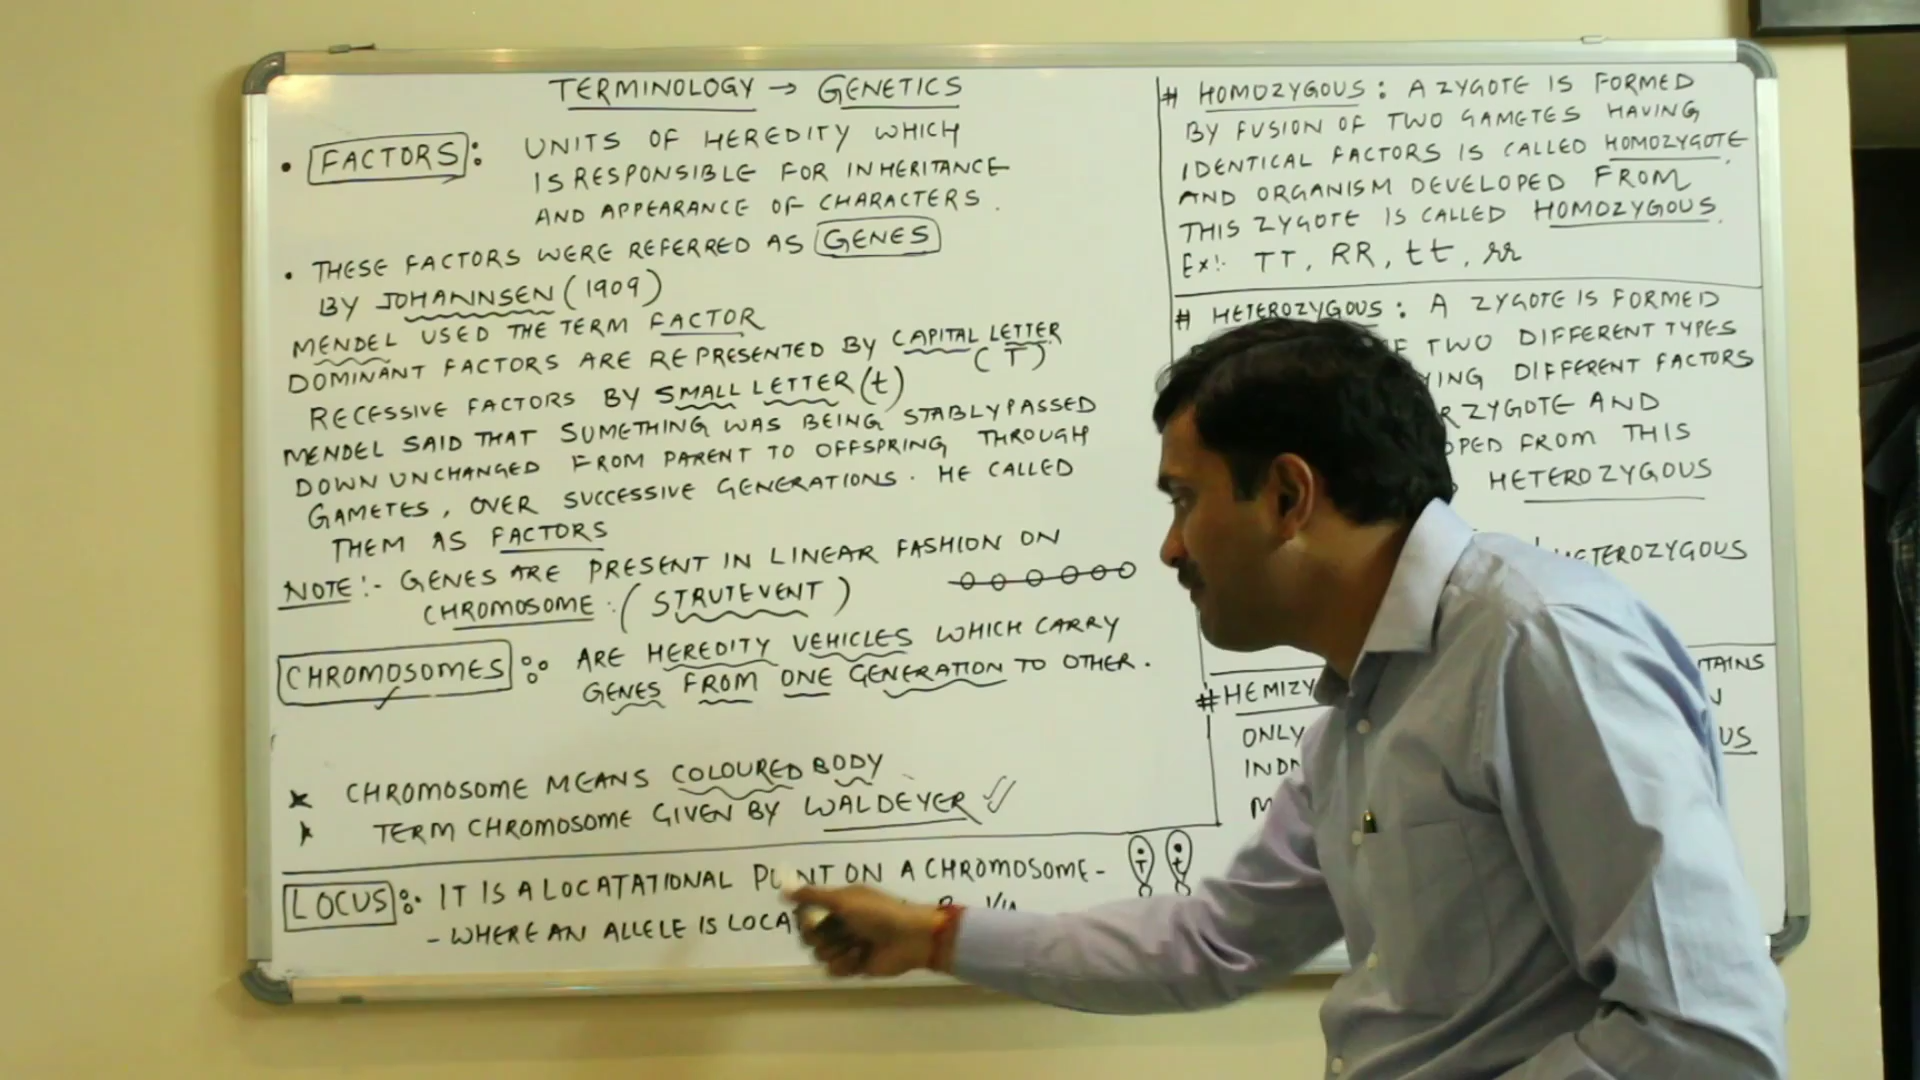 TERMINOLOGY → GENETICS
• FACTORS: UNITS OF HEREDITY WHICH
IS RESPONSIBLE FOR INHERITANCE
AND APPEARANCE OF CHARACTERS.
• THESE FACTORS WERE REFERRED AS GENES
BY JOHANNSEN (1909)
MENDEL USED THE TERM FACTOR
DOMINANT FACTORS ARE REPRESENTED BY CAPITAL LETTER
(T)
RECESSIVE FACTORS BY SMALL LETTER (t)
MENDEL SAID THAT SUMETHING WAS BEING STABLY PASSED
DOWN UNCHANGED FROM PARENT TO OFFSPRING THROUGH
GAMETES, OVER SUCCESSIVE GENERATIONS. HE CALLED
THEM AS FACTORS
NOTE:- GENES ARE PRESENT IN LINEAR FASHION ON
CHROMOSOME: (STRUTEVENT)
CHROMOSOMES: ARE HEREDITY VEHICLES WHICH CARRY
GENES FROM ONE GENERATION TO OTHER.
CHROMOSOME MEANS COLOURED BODY
TERM CHROMOSOME GIVEN BY WALDEYER
LOCUS: IT IS A LOCATATIONAL POINT ON A CHROMOSOME-
T t
- WHERE AN ALLELE IS
# HOMOZYGOUS: A ZYGOTE IS FORMED
BY FUSION OF TWO GAMETES HAVING
IDENTICAL FACTORS IS CALLED HOMOZYGOTE
AND ORGANISM DEVELOPED FROM
THIS ZYGOTE IS CALLED HOMOZYGOUS.
Ex:- TT, RR, tt, rr
# HETEROZYGOUS: A ZYGOTE IS FORMED
TWO DIFFERENT TYPES
DIFFERENT FACTORS
ZYGOTE AND
FROM THIS
HETEROZYGOUS
HETEROZYGOUS
#
ONLY